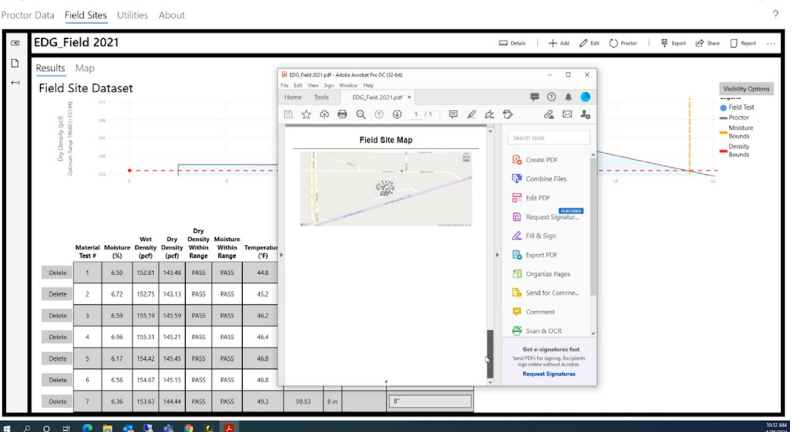 Proctor Data Field Sites Utilities About ?
EDG_Field 2021
Details Add Edit Proctor Export Share Report ...
Results Map
Field Site Dataset
Visibility Options
Field Test
Proctor
Moisture Bounds
Density Bounds
Dry Density (pcf)
EDG_Field 2021.pdf - Adobe Acrobat Pro DC (32-bit)
File Edit View Sign Window Help
Home Tools EDG_Field 2021.pdf ×
1 / 1
Field Site Map
Search tools
Create PDF
Combine Files
Edit PDF
Request Signatur...
Fill & Sign
Export PDF
Organize Pages
Send for Comme...
Comment
Scan & OCR
Get e-signatures fast
Send PDFs for signing. Recipients
sign online without Acrobat.
Request Signatures
Material Test # Moisture (%) Wet Density (pcf) Dry Density (pcf) Dry Density Within Range Moisture Within Range Temperatur (°F)
Delete 1 6.50 152.81 143.48 PASS PASS 44.8
Delete 2 6.72 152.75 143.13 PASS PASS 45.2
Delete 3 6.59 155.19 145.59 PASS PASS 46.2
Delete 4 6.96 155.31 145.21 PASS PASS 46.4
Delete 5 6.17 154.42 145.45 PASS PASS 46.8
Delete 6 6.56 154.67 145.15 PASS PASS 46.8
Delete 7 6.36 153.63 144.44 PASS PASS 49.3 98.53 8 in 8"
10:32 AM